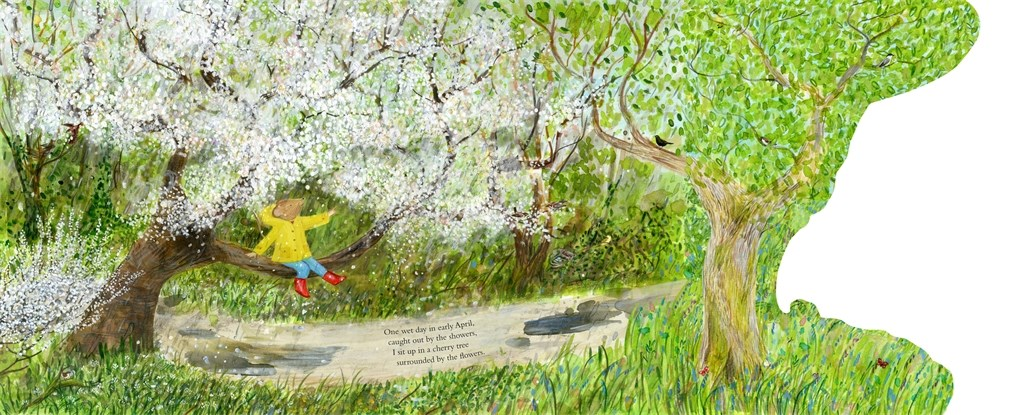 One wet day in early April,
caught out by the showers,
I sit up in a cherry tree
surrounded by the flowers.